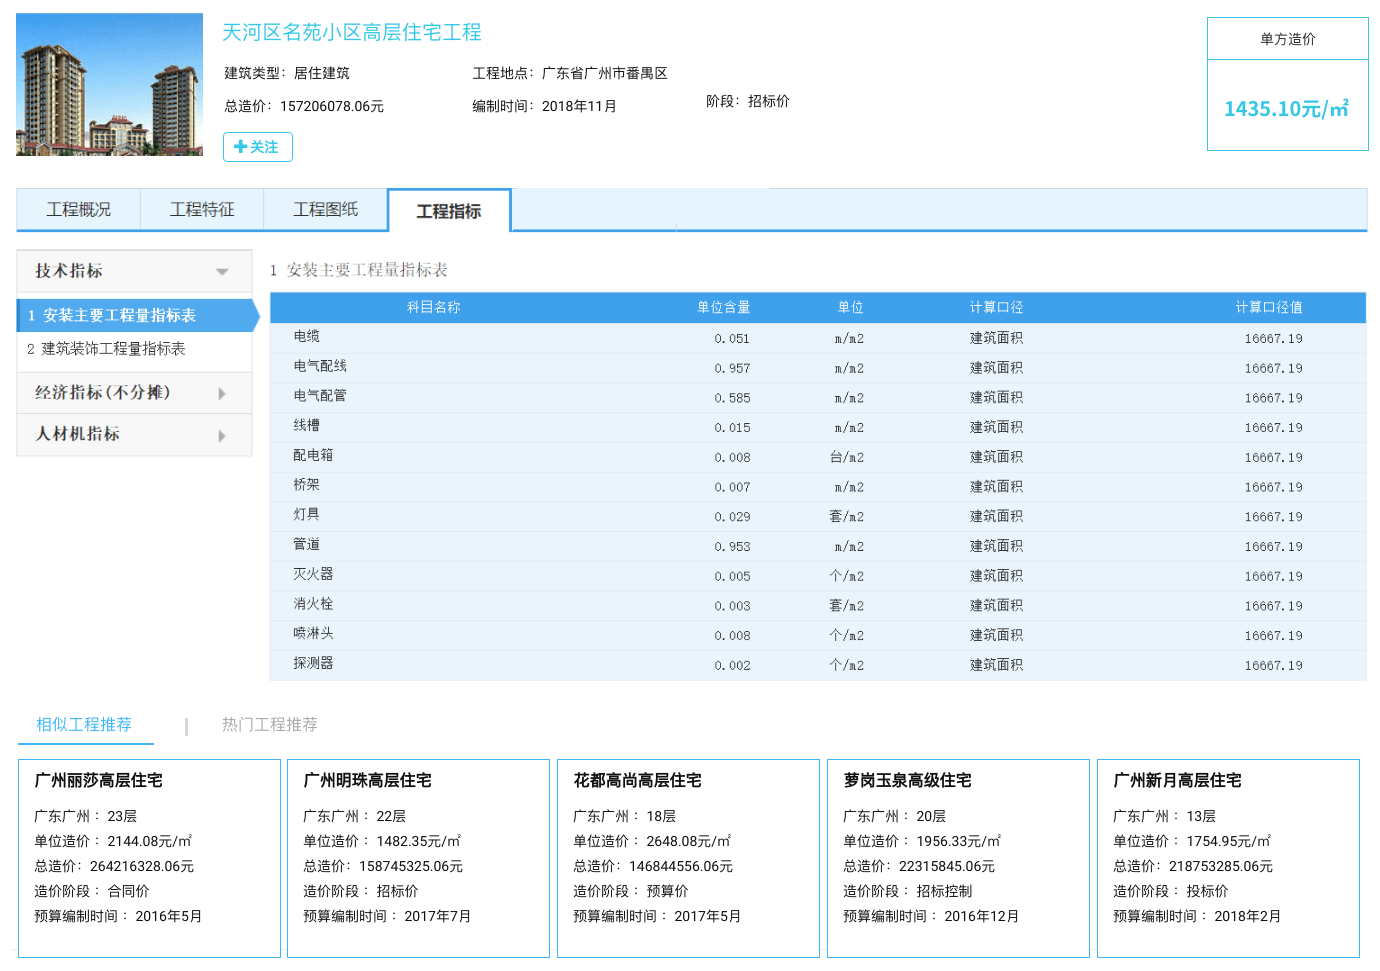 天河区名苑小区高层住宅工程
建筑类型：居住建筑
工程地点：广东省广州市番禺区
总造价：157206078.06元
编制时间：2018年11月
阶段：招标价
关注
单方造价
1435.10元/㎡
工程概况 工程特征 工程图纸 工程指标
技术指标
1 安装主要工程量指标表
2 建筑装饰工程量指标表
经济指标(不分摊)
人材机指标
1 安装主要工程量指标表
科目名称 单位含量 单位 计算口径 计算口径值
电缆 0.051 m/m2 建筑面积 16667.19
电气配线 0.957 m/m2 建筑面积 16667.19
电气配管 0.585 m/m2 建筑面积 16667.19
线槽 0.015 m/m2 建筑面积 16667.19
配电箱 0.008 台/m2 建筑面积 16667.19
桥架 0.007 m/m2 建筑面积 16667.19
灯具 0.029 套/m2 建筑面积 16667.19
管道 0.953 m/m2 建筑面积 16667.19
灭火器 0.005 个/m2 建筑面积 16667.19
消火栓 0.003 套/m2 建筑面积 16667.19
喷淋头 0.008 个/m2 建筑面积 16667.19
探测器 0.002 个/m2 建筑面积 16667.19
相似工程推荐 | 热门工程推荐
广州丽莎高层住宅
广东广州： 23层
单位造价： 2144.08元/㎡
总造价：264216328.06元
造价阶段： 合同价
预算编制时间： 2016年5月
广州明珠高层住宅
广东广州： 22层
单位造价： 1482.35元/㎡
总造价：158745325.06元
造价阶段： 招标价
预算编制时间： 2017年7月
花都高尚高层住宅
广东广州： 18层
单位造价： 2648.08元/㎡
总造价：146844556.06元
造价阶段： 预算价
预算编制时间： 2017年5月
萝岗玉泉高级住宅
广东广州： 20层
单位造价： 1956.33元/㎡
总造价：22315845.06元
造价阶段： 招标控制
预算编制时间： 2016年12月
广州新月高层住宅
广东广州： 13层
单位造价： 1754.95元/㎡
总造价：218753285.06元
造价阶段： 投标价
预算编制时间： 2018年2月